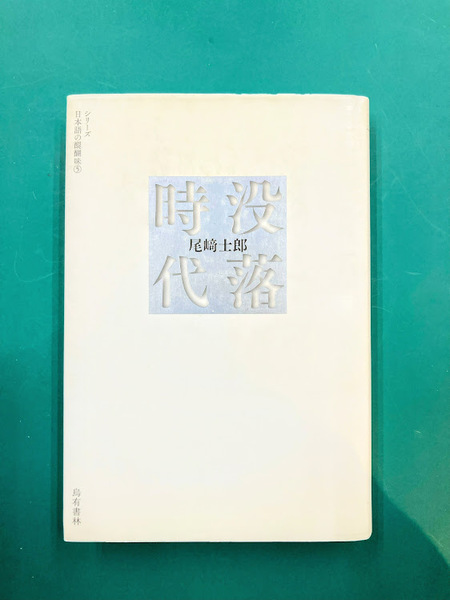 シリーズ
日本語の醍醐味⑤
没落
時代
尾﨑士郎
烏有書林